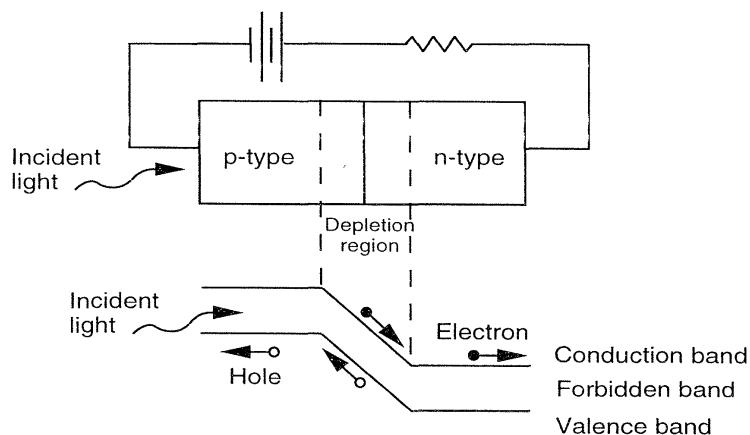 Incident
light
p-type
n-type
Depletion
region
Incident
light
Electron
Hole
Conduction band
Forbidden band
Valence band